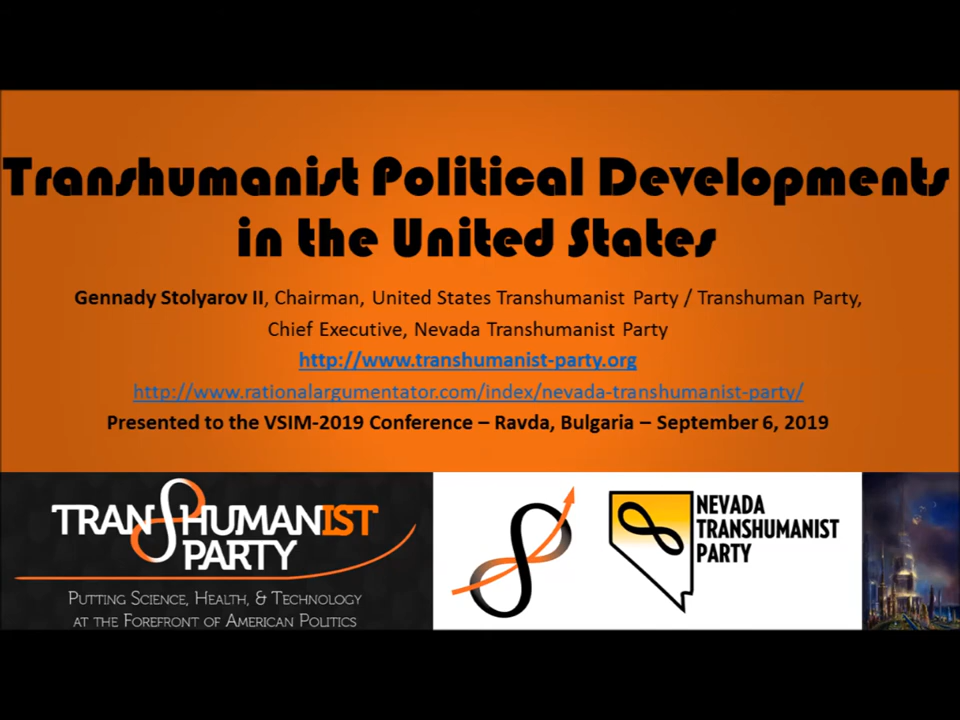 Transhumanist Political Developments
in the United States
Gennady Stolyarov II, Chairman, United States Transhumanist Party / Transhuman Party,
Chief Executive, Nevada Transhumanist Party
http://www.transhumanist-party.org
http://www.rationalargumentator.com/index/nevada-transhumanist-party/
Presented to the VSIM-2019 Conference – Ravda, Bulgaria – September 6, 2019
TRANSHUMANIST
PARTY
PUTTING SCIENCE, HEALTH, & TECHNOLOGY
AT THE FOREFRONT OF AMERICAN POLITICS
NEVADA
TRANSHUMANIST
PARTY